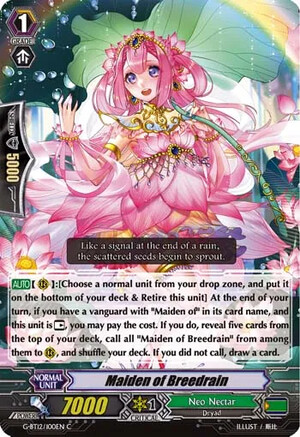 1
GRADE
5000
Like a signal at the end of a rain,
the scattered seeds begin to sprout.
AUTO [ ]:[Choose a normal unit from your drop zone, and put it
on the bottom of your deck & Retire this unit] At the end of your
turn, if you have a vanguard with "Maiden of" in its card name, and
this unit is , you may pay the cost. If you do, reveal five cards from
the top of your deck, call all "Maiden of Breedrain" from among
them to , and shuffle your deck. If you did not call, draw a card.
NORMAL
UNIT
Maiden of Breedrain
POWER
7000
1
CRITICAL
Neo Nectar
Dryad
G-BT12/100EN C
ILLUST / 斯比